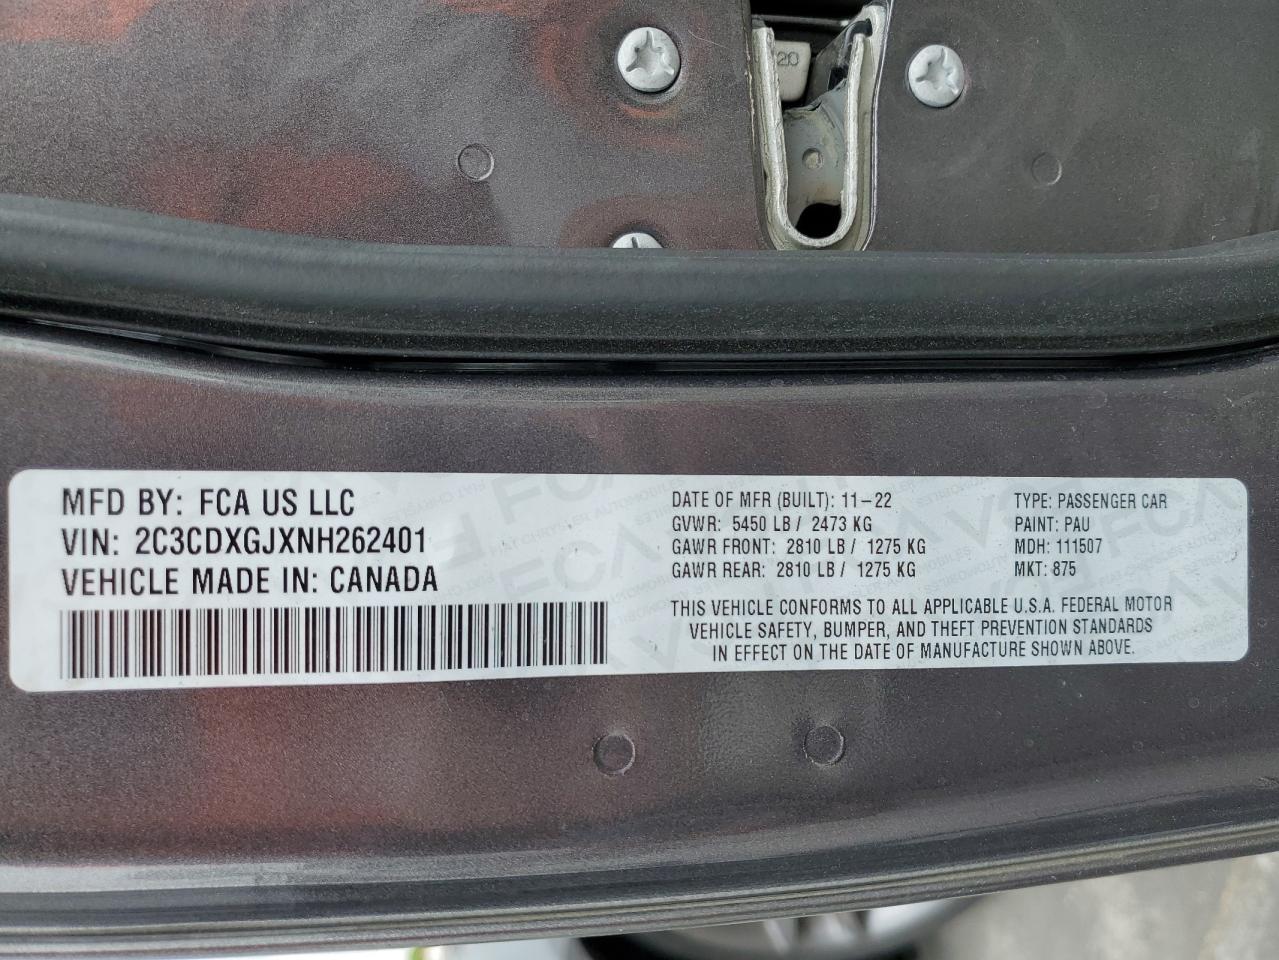 20
MFD BY: FCA US LLC
VIN: 2C3CDXGJXNH262401
VEHICLE MADE IN: CANADA
DATE OF MFR (BUILT): 11-22
GVWR: 5450 LB / 2473 KG
GAWR FRONT: 2810 LB / 1275 KG
GAWR REAR: 2810 LB / 1275 KG
TYPE: PASSENGER CAR
PAINT: PAU
MDH: 111507
MKT: 875
THIS VEHICLE CONFORMS TO ALL APPLICABLE U.S.A. FEDERAL MOTOR
VEHICLE SAFETY, BUMPER, AND THEFT PREVENTION STANDARDS
IN EFFECT ON THE DATE OF MANUFACTURE SHOWN ABOVE.